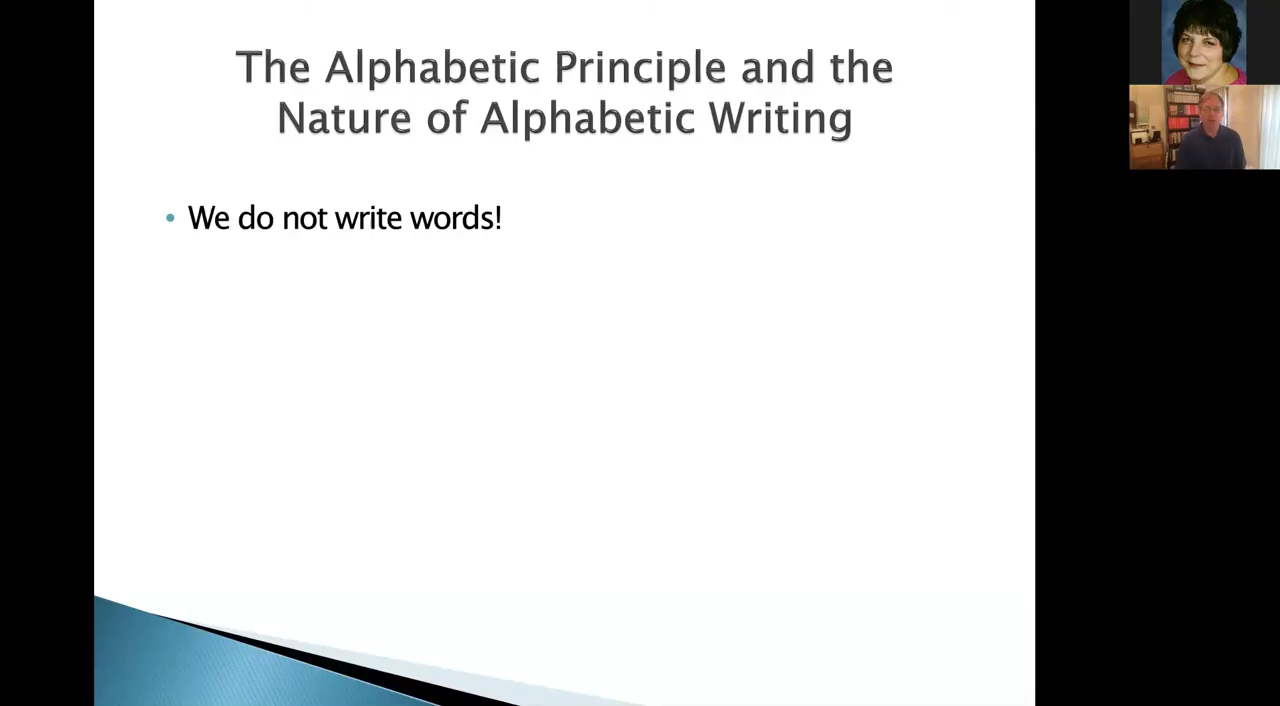 The Alphabetic Principle and the
Nature of Alphabetic Writing
• We do not write words!